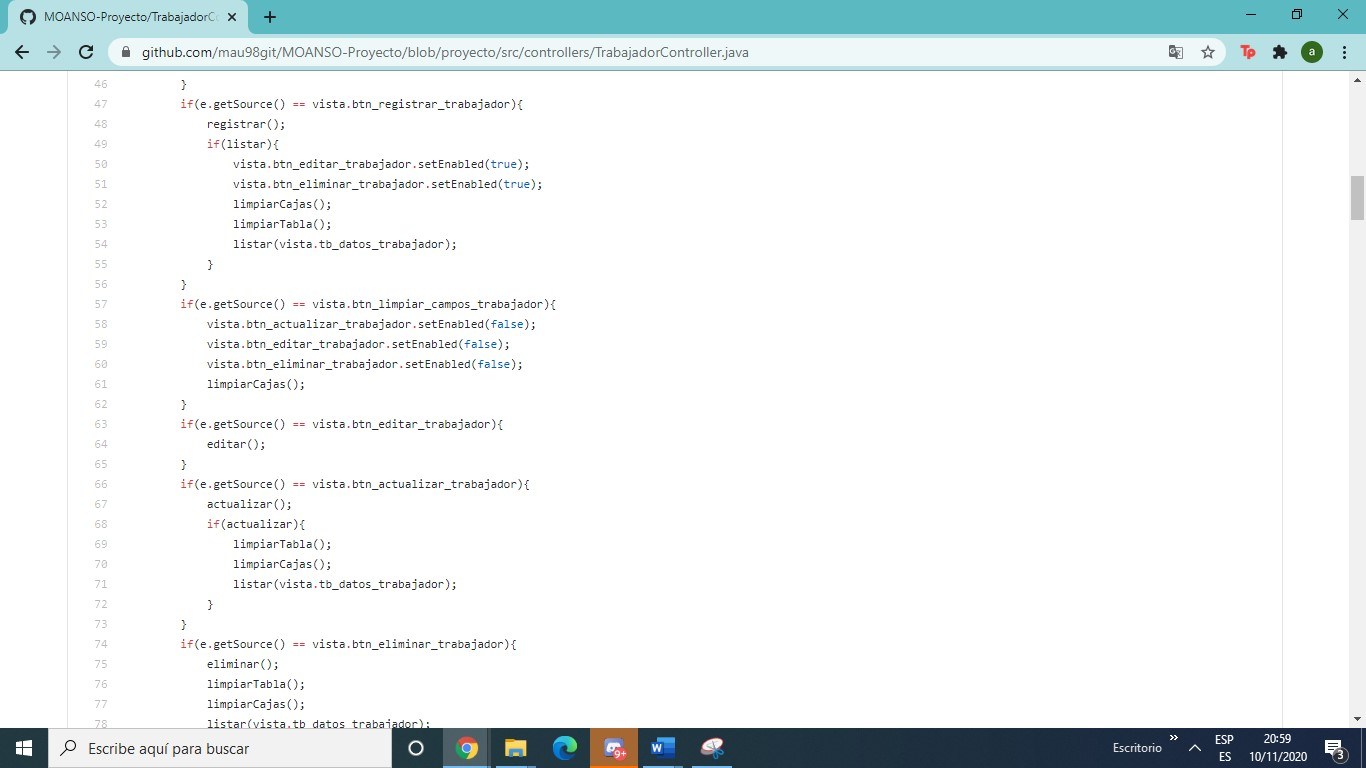 MOANSO-Proyecto/TrabajadorCo
github.com/mau98git/MOANSO-Proyecto/blob/proyecto/src/controllers/TrabajadorController.java
Tp
a
46 }
47 if(e.getSource() == vista.btn_registrar_trabajador){
48 registrar();
49 if(listar){
50 vista.btn_editar_trabajador.setEnabled(true);
51 vista.btn_eliminar_trabajador.setEnabled(true);
52 limpiarCajas();
53 limpiarTabla();
54 listar(vista.tb_datos_trabajador);
55 }
56 }
57 if(e.getSource() == vista.btn_limpiar_campos_trabajador){
58 vista.btn_actualizar_trabajador.setEnabled(false);
59 vista.btn_editar_trabajador.setEnabled(false);
60 vista.btn_eliminar_trabajador.setEnabled(false);
61 limpiarCajas();
62 }
63 if(e.getSource() == vista.btn_editar_trabajador){
64 editar();
65 }
66 if(e.getSource() == vista.btn_actualizar_trabajador){
67 actualizar();
68 if(actualizar){
69 limpiarTabla();
70 limpiarCajas();
71 listar(vista.tb_datos_trabajador);
72 }
73 }
74 if(e.getSource() == vista.btn_eliminar_trabajador){
75 eliminar();
76 limpiarTabla();
77 limpiarCajas();
78 listar(vista.tb_datos_trabajador);
Escribe aquí para buscar
9+
W
Escritorio
ESP
ES
20:59
10/11/2020
3